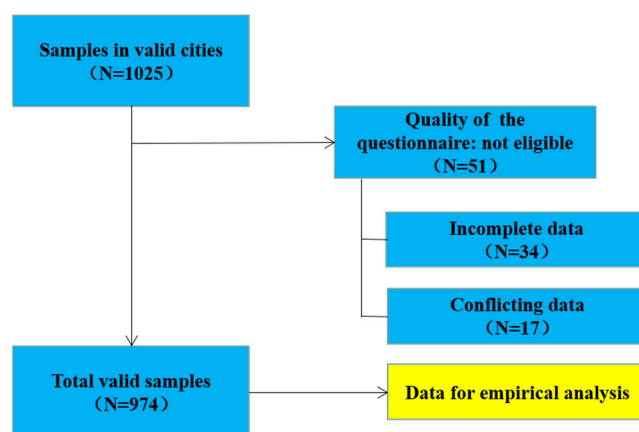 Samples in valid cities
（N=1025）
Quality of the
questionnaire: not eligible
（N=51）
Incomplete data
（N=34）
Conflicting data
（N=17）
Total valid samples
（N=974）
Data for empirical analysis